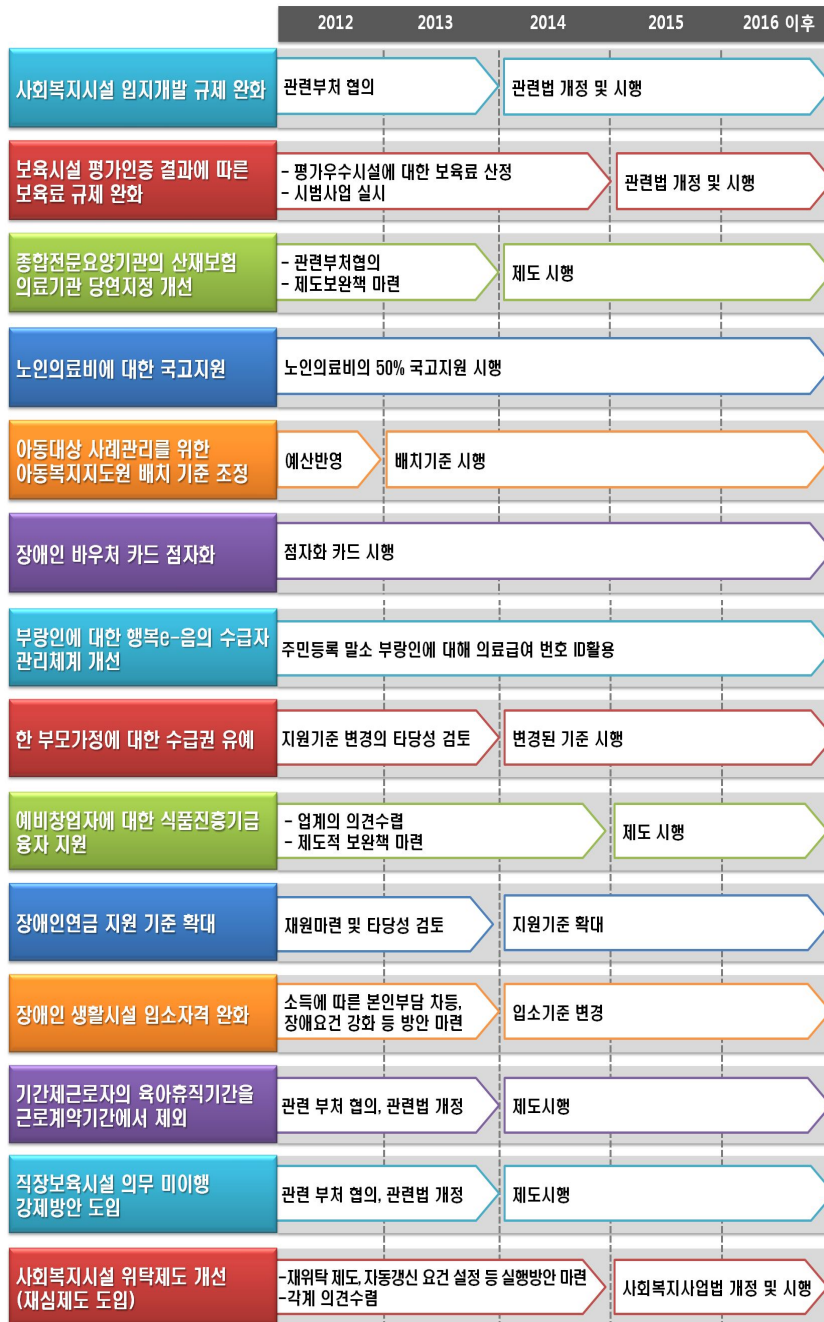 2012 2013 2014 2015 2016 이후
사회복지시설 입지개발 규제 완화
관련부처 협의
관련법 개정 및 시행
보육시설 평가인증 결과에 따른
보육료 규제 완화
- 평가우수시설에 대한 보육료 산정
- 시범사업 실시
관련법 개정 및 시행
종합전문요양기관의 산재보험
의료기관 당연지정 개선
- 관련부처협의
- 제도보완책 마련
제도 시행
노인의료비에 대한 국고지원
노인의료비의 50% 국고지원 시행
아동대상 사례관리를 위한
아동복지지도원 배치 기준 조정
예산반영
배치기준 시행
장애인 바우처 카드 점자화
점자화 카드 시행
부랑인에 대한 행복e-음의 수급자
관리체계 개선
주민등록 말소 부랑인에 대해 의료급여 번호 ID활용
한 부모가정에 대한 수급권 유예
지원기준 변경의 타당성 검토
변경된 기준 시행
예비창업자에 대한 식품진흥기금
융자 지원
- 업계의 의견수렴
- 제도적 보완책 마련
제도 시행
장애인연금 지원 기준 확대
재원마련 및 타당성 검토
지원기준 확대
장애인 생활시설 입소자격 완화
소득에 따른 본인부담 차등,
장애요건 강화 등 방안 마련
입소기준 변경
기간제근로자의 육아휴직기간을
근로계약기간에서 제외
관련 부처 협의, 관련법 개정
제도시행
직장보육시설 의무 미이행
강제방안 도입
관련 부처 협의, 관련법 개정
제도시행
사회복지시설 위탁제도 개선
(재심제도 도입)
-재위탁 제도, 자동갱신 요건 설정 등 실행방안 마련
-각계 의견수렴
사회복지사업법 개정 및 시행